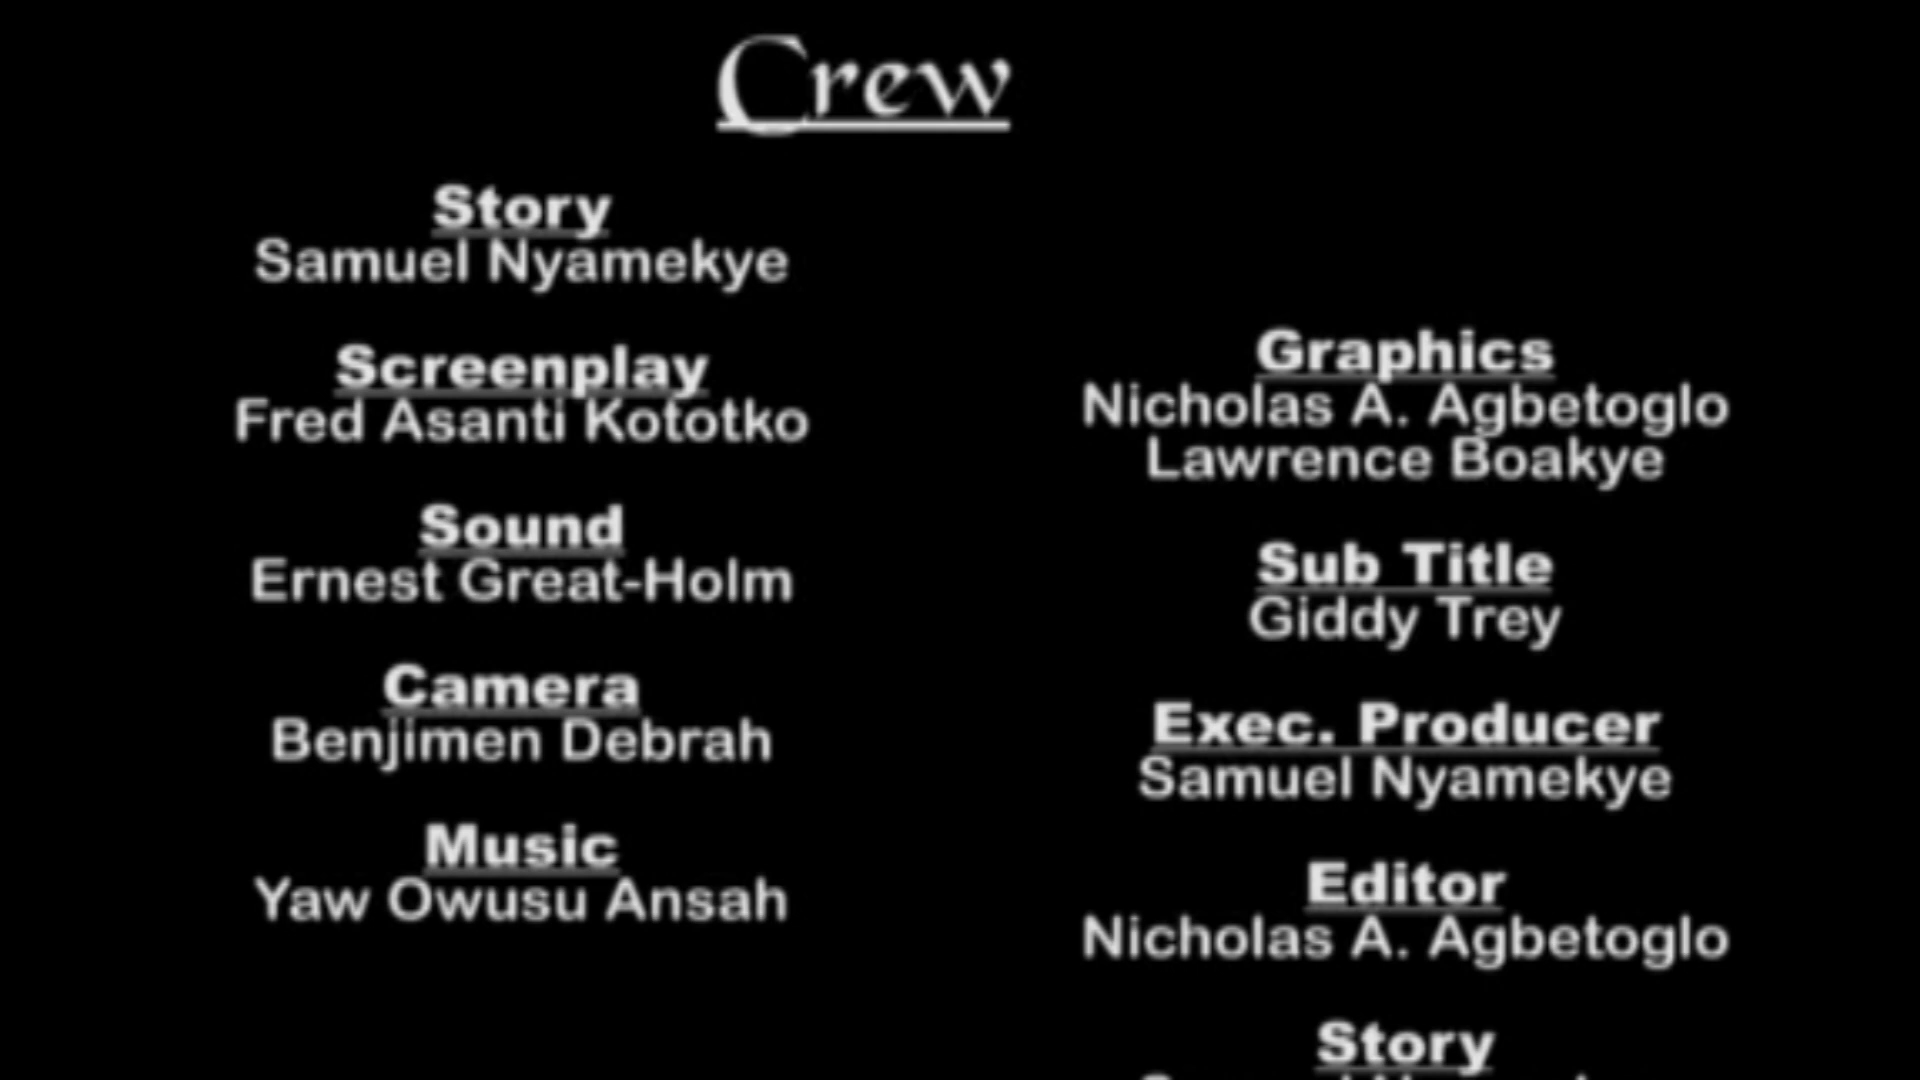 Crew
Story
Samuel Nyamekye
Screenplay
Fred Asanti Kototko
Sound
Ernest Great-Holm
Camera
Benjimen Debrah
Music
Yaw Owusu Ansah
Graphics
Nicholas A. Agbetoglo
Lawrence Boakye
Sub Title
Giddy Trey
Exec. Producer
Samuel Nyamekye
Editor
Nicholas A. Agbetoglo
Story